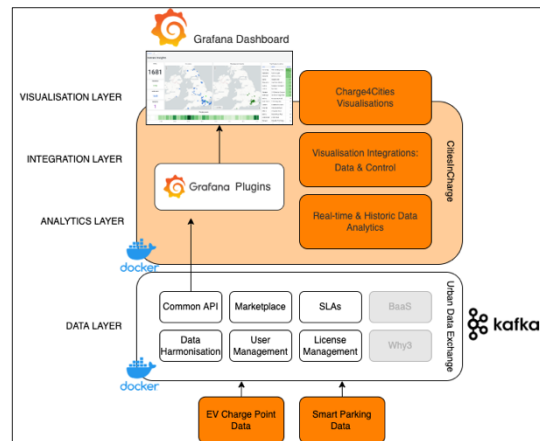 Grafana Dashboard
1681
VISUALISATION LAYER
Charge4Cities
Visualisations
INTEGRATION LAYER
Visualisation Integrations:
Data & Control
Grafana Plugins
CitiesInCharge
ANALYTICS LAYER
Real-time & Historic Data
Analytics
docker
Common API
Marketplace
SLAs
BaaS
Urban Data Exchange
kafka
DATA LAYER
Data
Harmonisation
User
Management
License
Management
Why3
docker
EV Charge Point
Data
Smart Parking
Data